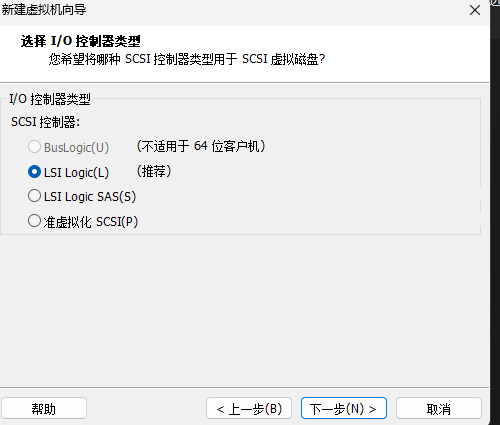 新建虚拟机向导
选择 I/O 控制器类型
您希望将哪种 SCSI 控制器类型用于 SCSI 虚拟磁盘?
I/O 控制器类型
SCSI 控制器:
BusLogic(U) (不适用于 64 位客户机)
LSI Logic(L) (推荐)
LSI Logic SAS(S)
准虚拟化 SCSI(P)
帮助 < 上一步(B) 下一步(N) > 取消